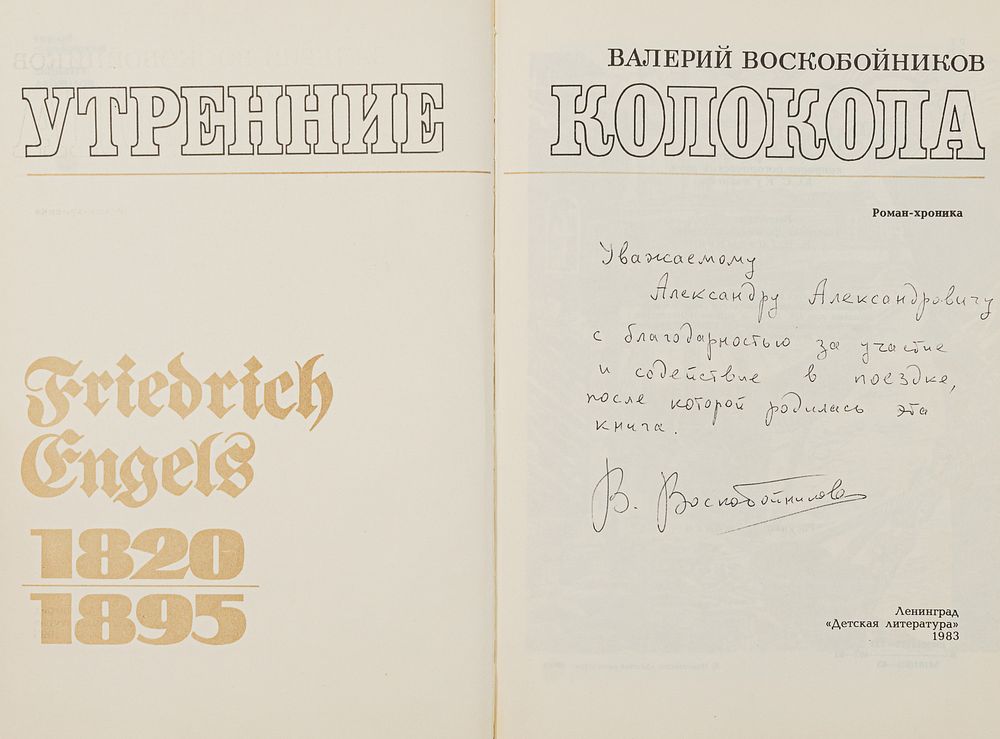 УТРЕННИЕ
Friedrich
Engels
1820
1895
ВАЛЕРИЙ ВОСКОБОЙНИКОВ
КОЛОКОЛА
Роман-хроника
Уважаемому
Александру Александровичу
с благодарностью за участие
и содействие в поездке,
после которой родилась эта
книга.
В. Воскобойников
Ленинград
«Детская литература»
1983